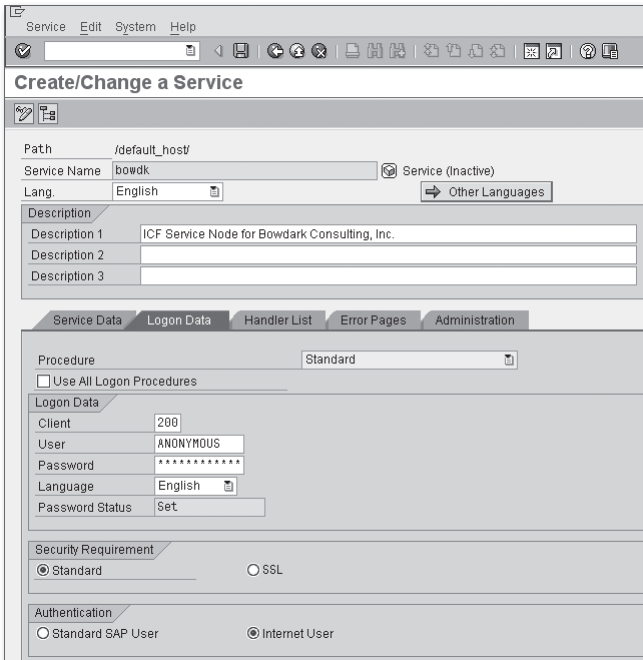 Service Edit System Help
Create/Change a Service
Path /default_host/
Service Name bowdk Service (Inactive)
Lang. English Other Languages
Description
Description 1 ICF Service Node for Bowdark Consulting, Inc.
Description 2
Description 3
Service Data Logon Data Handler List Error Pages Administration
Procedure Standard
Use All Logon Procedures
Logon Data
Client 200
User ANONYMOUS
Password ************
Language English
Password Status Set
Security Requirement
Standard SSL
Authentication
Standard SAP User Internet User